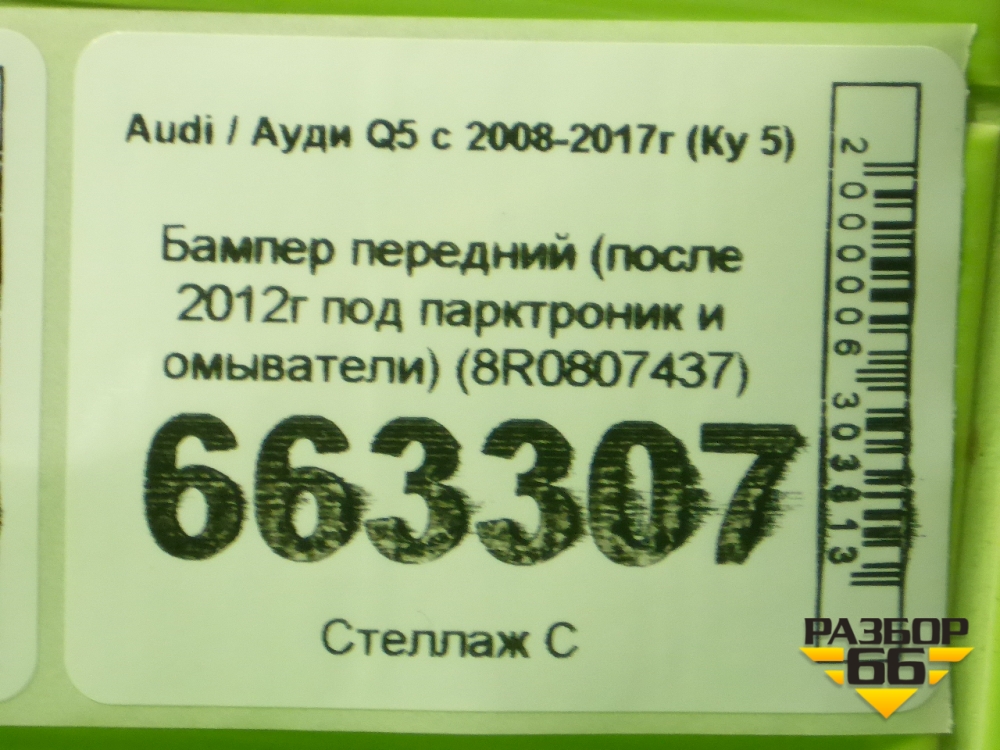 Audi / Ауди Q5 с 2008-2017г (Ку 5)
Бампер передний (после
2012г под парктроник и
омыватели) (8R0807437)
663307
Стеллаж С
2000006303813
РАЗБОР
66